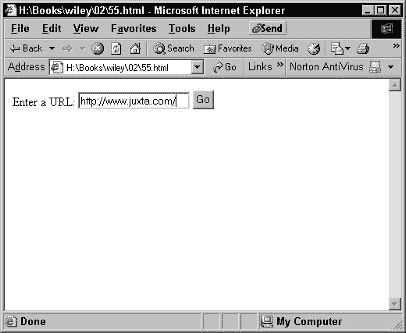 H:\Books\wiley\02\55.html - Microsoft Internet Explorer
File Edit View Favorites Tools Help Send
Back Search Favorites Media
Address H:\Books\wiley\02\55.html Go Links » Norton AntiVirus
Enter a URL: http://www.juxta.com/ Go
Done My Computer